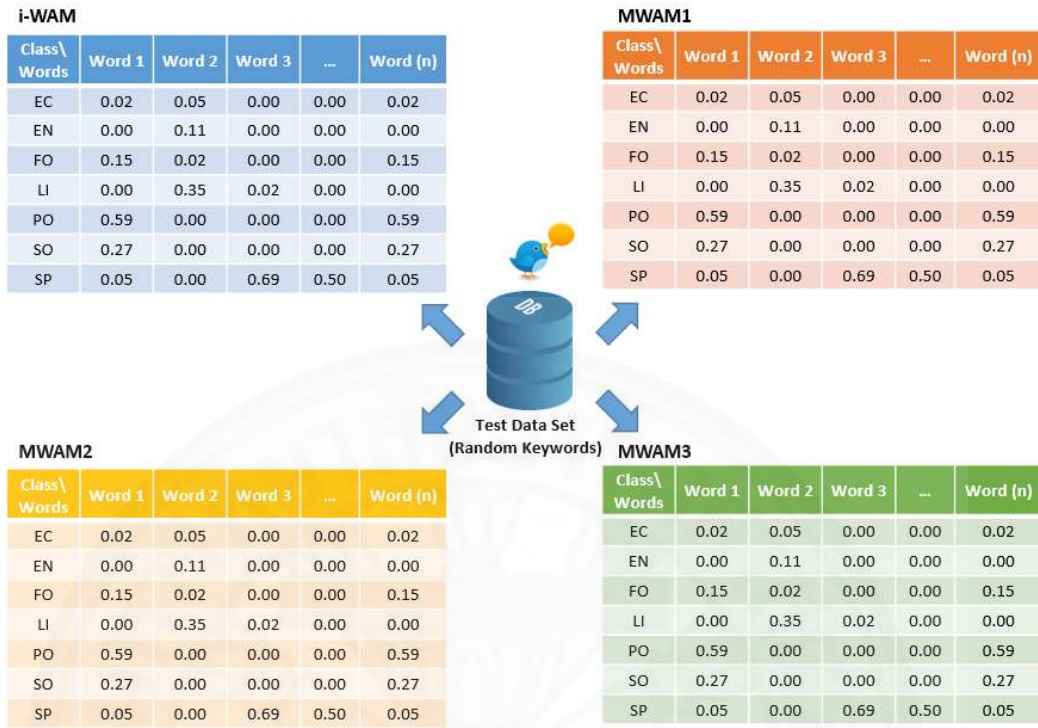 i-WAM
Class\ Words Word 1 Word 2 Word 3 ... Word (n)
EC 0.02 0.05 0.00 0.00 0.02
EN 0.00 0.11 0.00 0.00 0.00
FO 0.15 0.02 0.00 0.00 0.15
LI 0.00 0.35 0.02 0.00 0.00
PO 0.59 0.00 0.00 0.00 0.59
SO 0.27 0.00 0.00 0.00 0.27
SP 0.05 0.00 0.69 0.50 0.05
MWAM1
Class\ Words Word 1 Word 2 Word 3 ... Word (n)
EC 0.02 0.05 0.00 0.00 0.02
EN 0.00 0.11 0.00 0.00 0.00
FO 0.15 0.02 0.00 0.00 0.15
LI 0.00 0.35 0.02 0.00 0.00
PO 0.59 0.00 0.00 0.00 0.59
SO 0.27 0.00 0.00 0.00 0.27
SP 0.05 0.00 0.69 0.50 0.05
DB
Test Data Set
(Random Keywords)
MWAM2
Class\ Words Word 1 Word 2 Word 3 ... Word (n)
EC 0.02 0.05 0.00 0.00 0.02
EN 0.00 0.11 0.00 0.00 0.00
FO 0.15 0.02 0.00 0.00 0.15
LI 0.00 0.35 0.02 0.00 0.00
PO 0.59 0.00 0.00 0.00 0.59
SO 0.27 0.00 0.00 0.00 0.27
SP 0.05 0.00 0.69 0.50 0.05
MWAM3
Class\ Words Word 1 Word 2 Word 3 ... Word (n)
EC 0.02 0.05 0.00 0.00 0.02
EN 0.00 0.11 0.00 0.00 0.00
FO 0.15 0.02 0.00 0.00 0.15
LI 0.00 0.35 0.02 0.00 0.00
PO 0.59 0.00 0.00 0.00 0.59
SO 0.27 0.00 0.00 0.00 0.27
SP 0.05 0.00 0.69 0.50 0.05